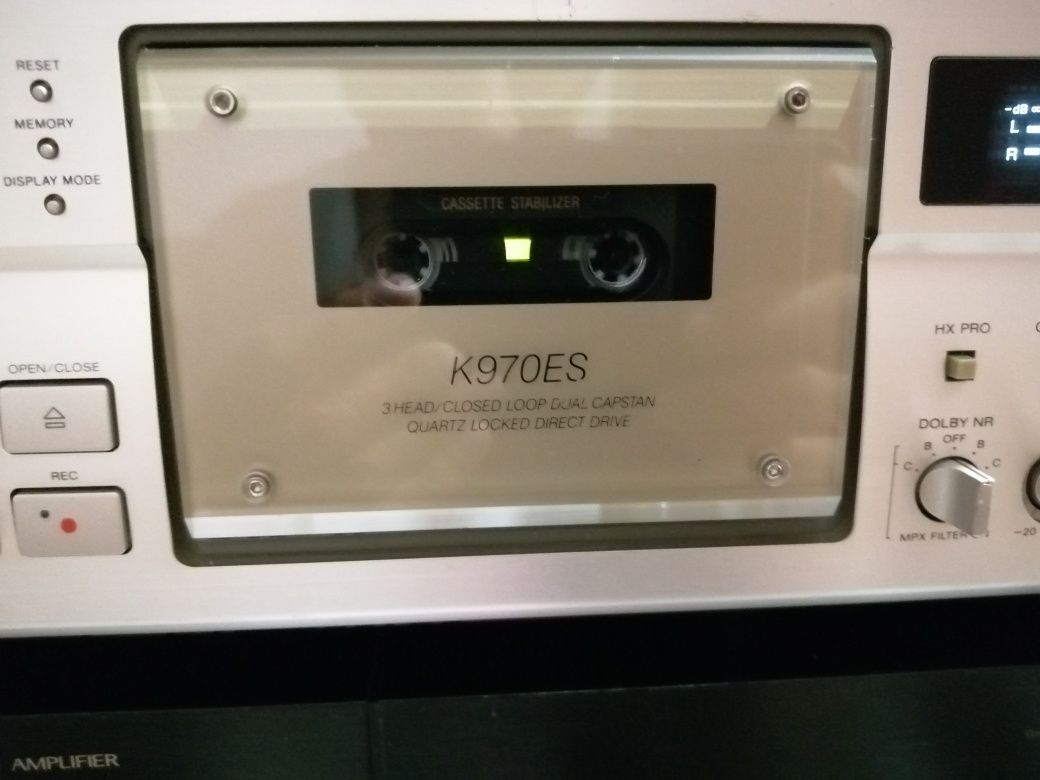 RESET
MEMORY
DISPLAY MODE
OPEN/CLOSE
REC
CASSETTE STABILIZER
K970ES
3 HEAD/CLOSED LOOP DUAL CAPSTAN
QUARTZ LOCKED DIRECT DRIVE
-dB ∞
L
R
HX PRO
DOLBY NR
OFF
B B
C C
MPX FILTER
-20
AMPLIFIER